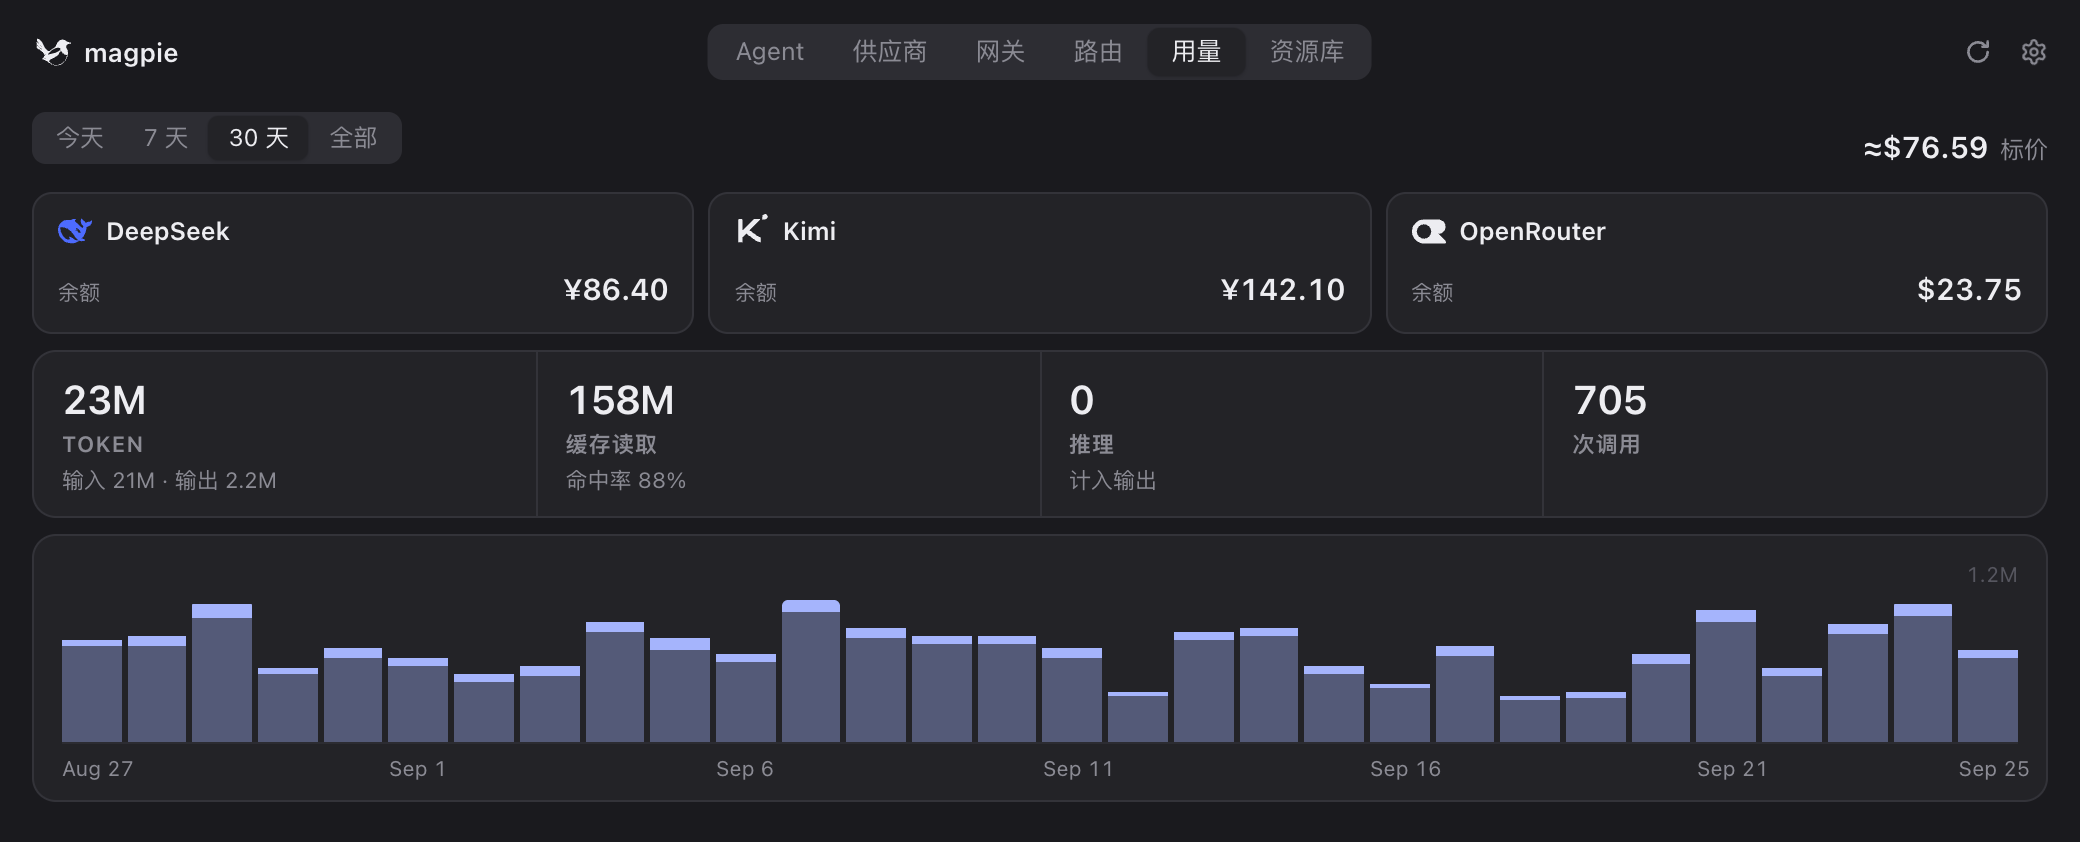 magpie
Agent 供应商 网关 路由 用量 资源库
今天 7 天 30 天 全部
≈$76.59 标价
DeepSeek
余额 ¥86.40
Kimi
余额 ¥142.10
OpenRouter
余额 $23.75
23M
TOKEN
输入 21M · 输出 2.2M
158M
缓存读取
命中率 88%
0
推理
计入输出
705
次调用
1.2M
Aug 27 Sep 1 Sep 6 Sep 11 Sep 16 Sep 21 Sep 25